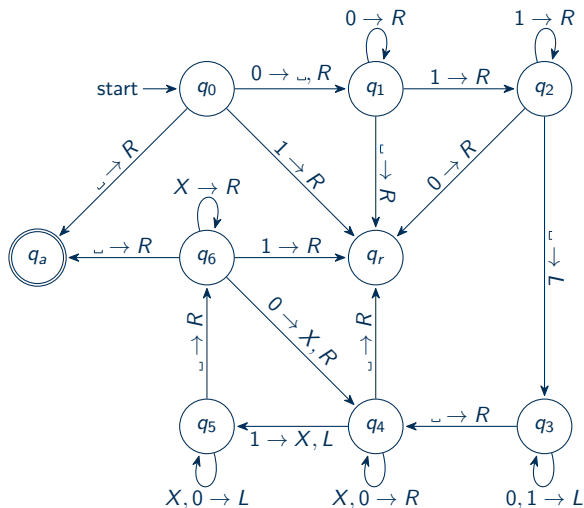 0 → R
1 → R
start
q0
0 → ␣, R
q1
1 → R
q2
␣ → R
1 → R
␣ → R
0 → R
␣ → L
X → R
qa
␣ → R
q6
1 → R
qr
␣ → R
0 → X, R
␣ → R
q5
1 → X, L
q4
␣ → R
q3
X, 0 → L
X, 0 → R
0, 1 → L